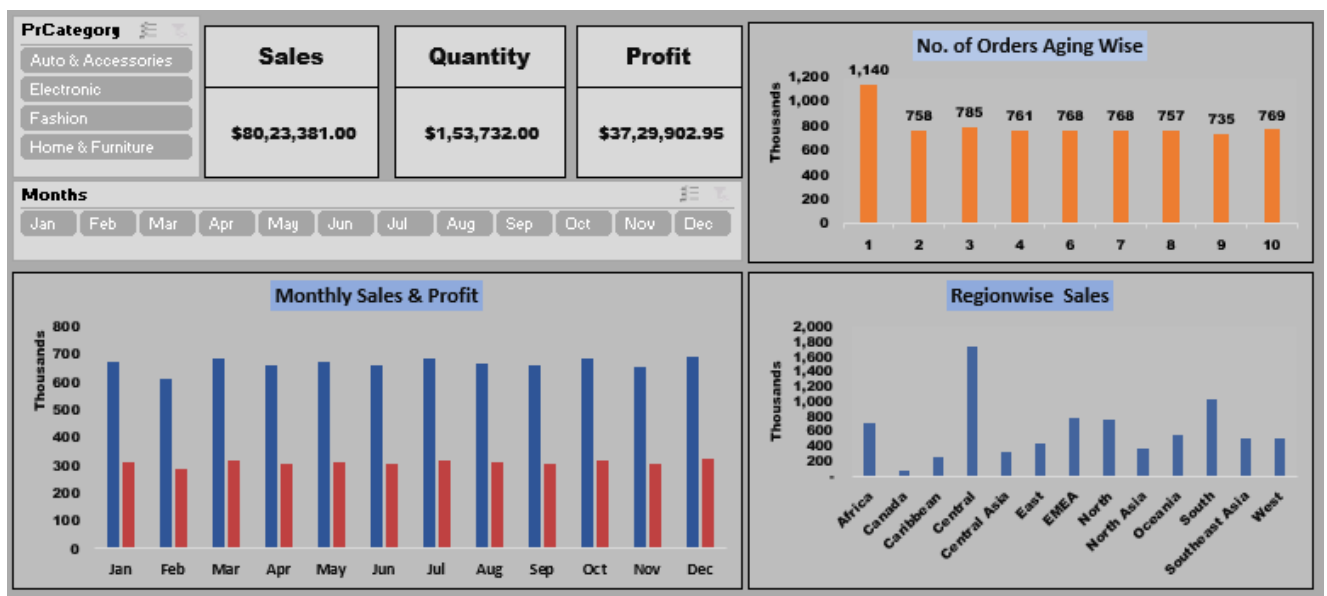 PrCategory
Auto & Accessories
Electronic
Fashion
Home & Furniture
Sales
$80,23,381.00
Quantity
$1,53,732.00
Profit
$37,29,902.95
Months
Jan Feb Mar Apr May Jun Jul Aug Sep Oct Nov Dec
No. of Orders Aging Wise
Thousands
1,200
1,000
800
600
400
200
0
1,140 758 785 761 768 768 757 735 769
1 2 3 4 6 7 8 9 10
Monthly Sales & Profit
Thousands
800
700
600
500
400
300
200
100
0
Jan Feb Mar Apr May Jun Jul Aug Sep Oct Nov Dec
Regionwise Sales
Thousands
2,000
1,800
1,600
1,400
1,200
1,000
800
600
400
200
-
Africa
Canada
Caribbean
Central
Central Asia
East
EMEA
North
North Asia
Oceania
South
Southeast Asia
West